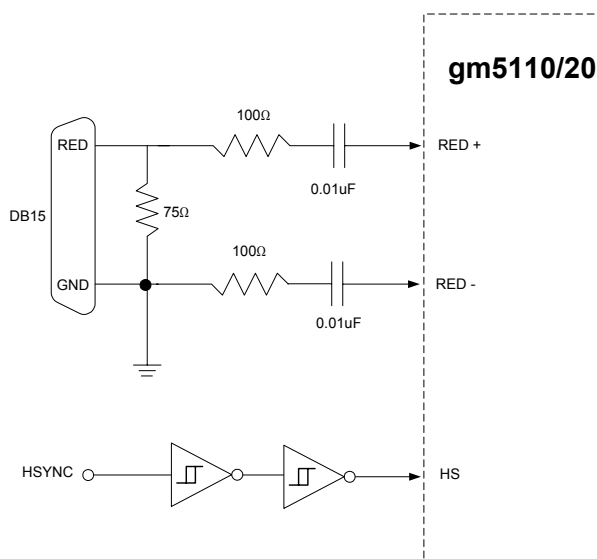 gm5110/20
100Ω
RED
RED +
0.01uF
DB15
75Ω
100Ω
GND
RED -
0.01uF
HSYNC
HS